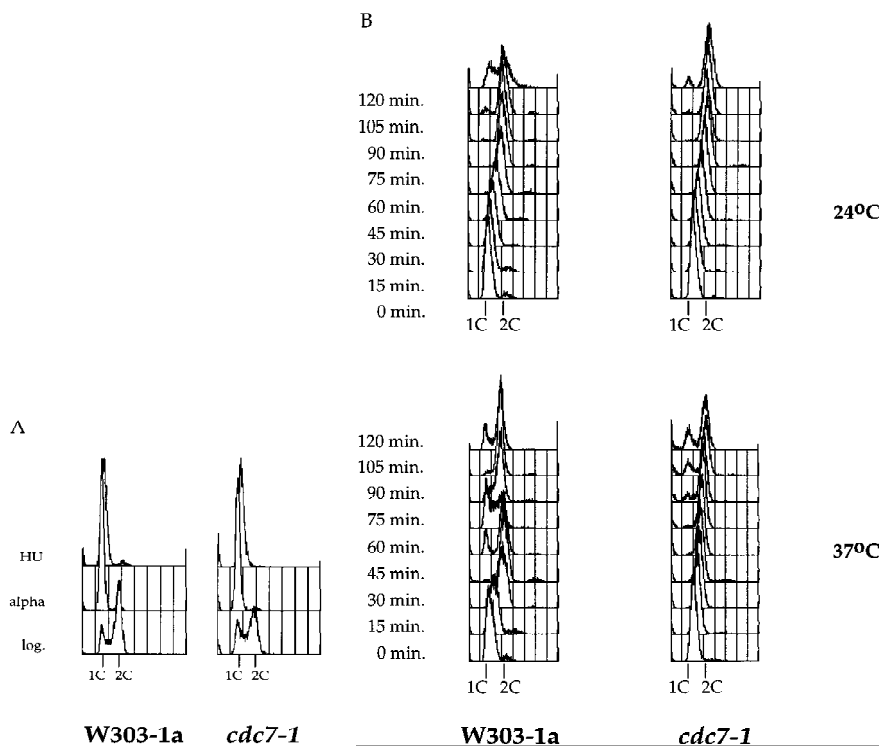 B
120 min.
105 min.
90 min.
75 min.
60 min.
45 min.
30 min.
15 min.
0 min.
24ºC
1C 2C
1C 2C
A
HU
alpha
log.
1C 2C
1C 2C
W303-1a
cdc7-1
120 min.
105 min.
90 min.
75 min.
60 min.
45 min.
30 min.
15 min.
0 min.
37ºC
1C 2C
1C 2C
W303-1a
cdc7-1